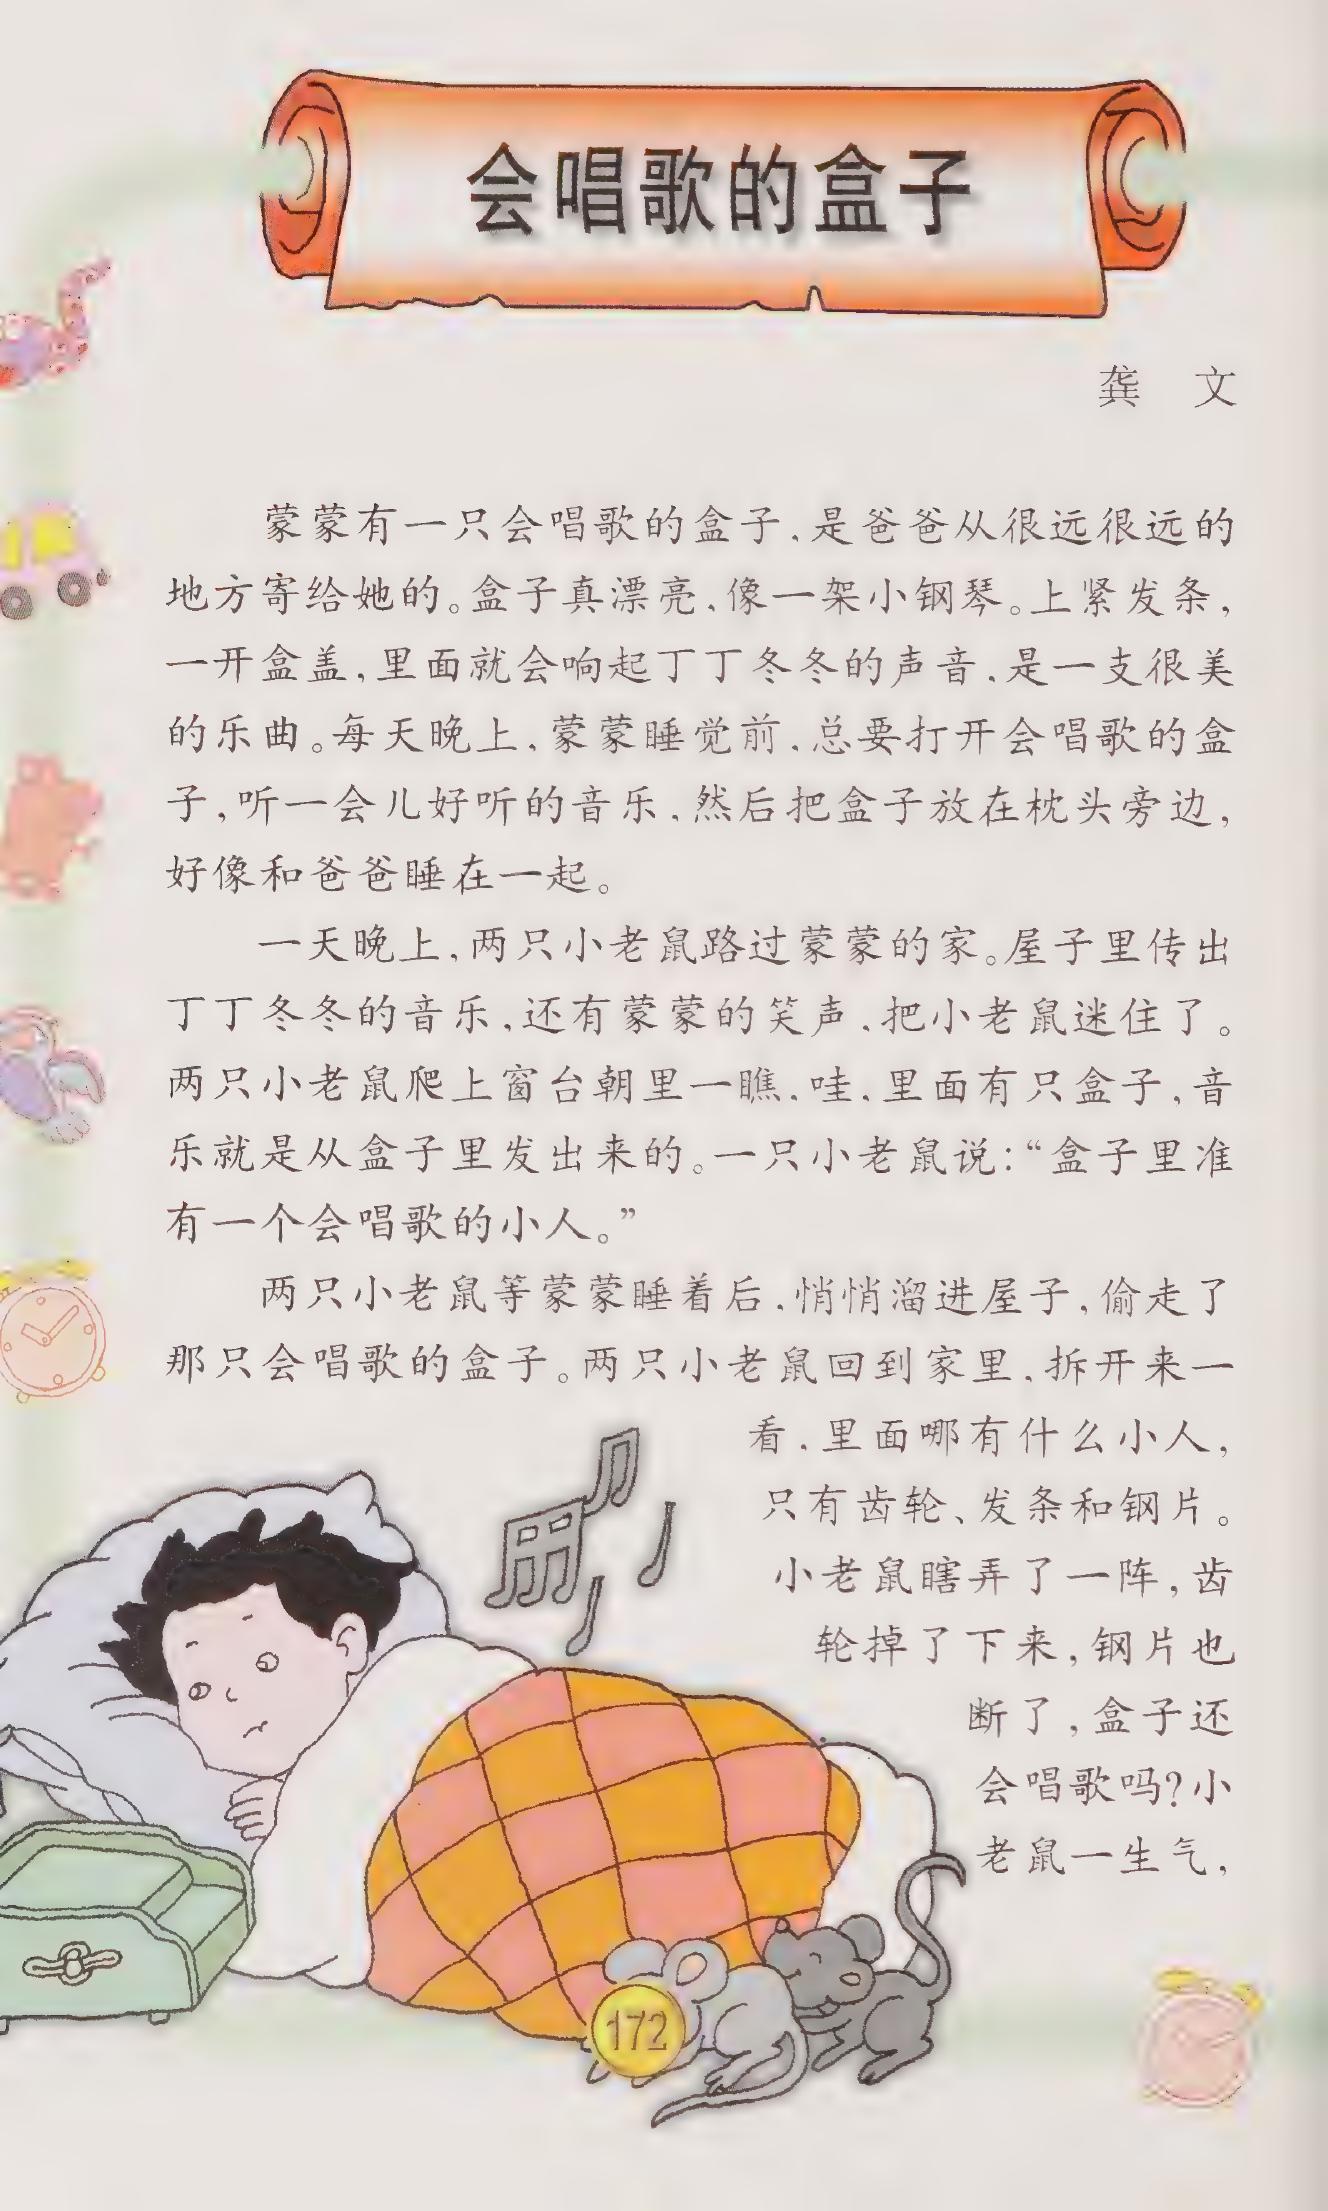 会唱歌的盒子
龚 文
蒙蒙有一只会唱歌的盒子,是爸爸从很远很远的
地方寄给她的。盒子真漂亮,像一架小钢琴。上紧发条,
一开盒盖,里面就会响起丁丁冬冬的声音,是一支很美
的乐曲。每天晚上,蒙蒙睡觉前,总要打开会唱歌的盒
子,听一会儿好听的音乐,然后把盒子放在枕头旁边,
好像和爸爸睡在一起。
一天晚上,两只小老鼠路过蒙蒙的家。屋子里传出
丁丁冬冬的音乐,还有蒙蒙的笑声,把小老鼠迷住了。
两只小老鼠爬上窗台朝里一瞧,哇,里面有只盒子,音
乐就是从盒子里发出来的。一只小老鼠说:“盒子里准
有一个会唱歌的小人。”
两只小老鼠等蒙蒙睡着后,悄悄溜进屋子,偷走了
那只会唱歌的盒子。两只小老鼠回到家里,拆开来一
看,里面哪有什么小人,
只有齿轮、发条和钢片。
小老鼠瞎弄了一阵,齿
轮掉了下来,钢片也
断了,盒子还
会唱歌吗?小
老鼠一生气,
172